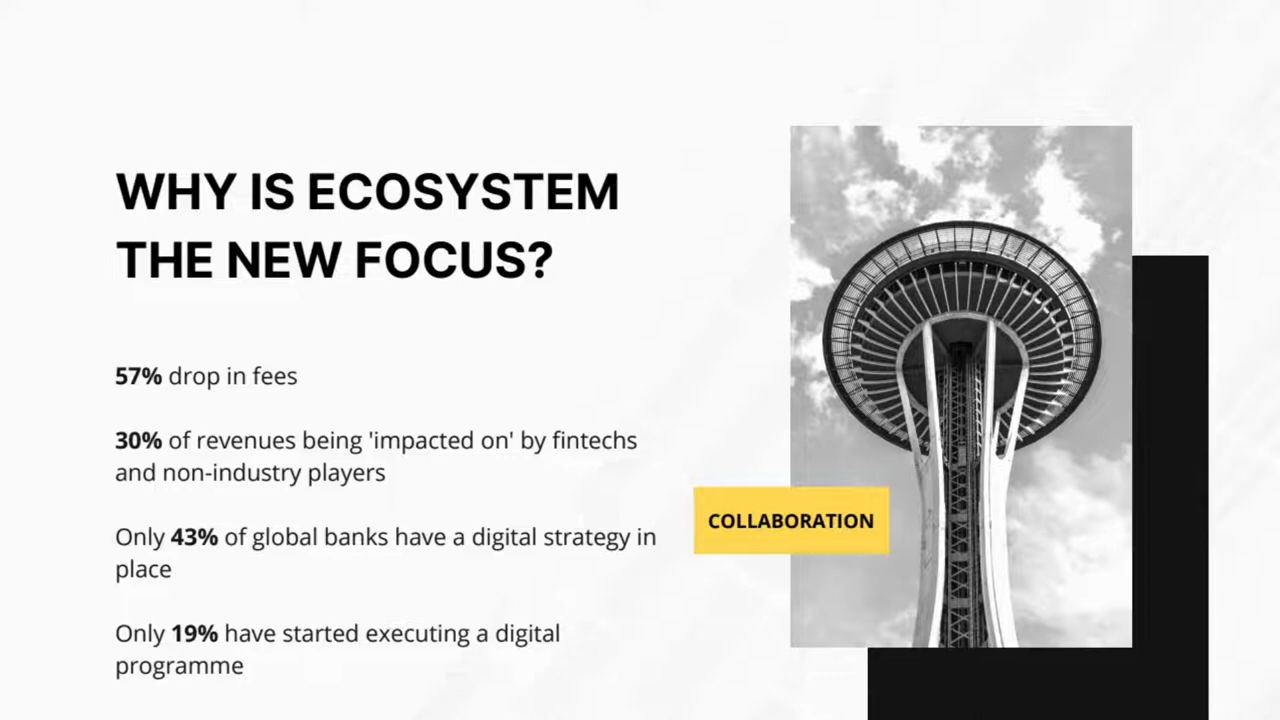 WHY IS ECOSYSTEM
THE NEW FOCUS?
57% drop in fees
30% of revenues being 'impacted on' by fintechs
and non-industry players
Only 43% of global banks have a digital strategy in
place
Only 19% have started executing a digital
programme
COLLABORATION